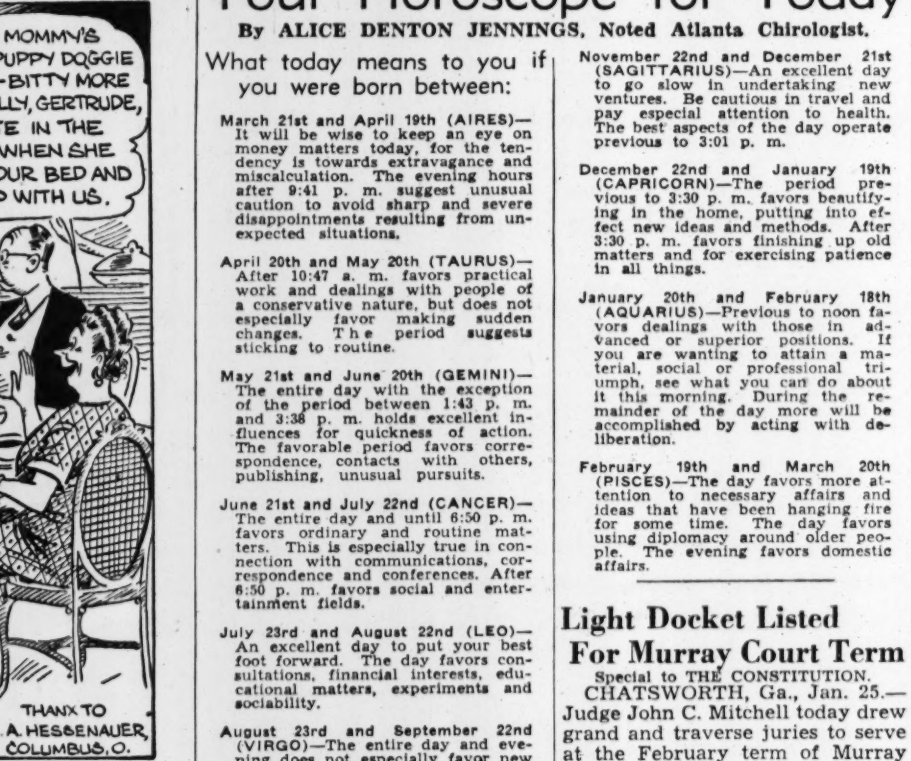 MOMMY'S
PUPPY DOGGIE
-BITTY MORE
LLY, GERTRUDE,
TE IN THE
WHEN SHE
OUR BED AND
WITH US.
THANX TO
A. HESSENAUER,
COLUMBUS, O.
Your Horoscope for Today
By ALICE DENTON JENNINGS, Noted Atlanta Chirologist.
What today means to you if
you were born between:
March 21st and April 19th (AIRES)—
It will be wise to keep an eye on
money matters today, for the ten-
dency is towards extravagance and
miscalculation. The evening hours
after 9:41 p. m. suggest unusual
caution to avoid sharp and severe
disappointments resulting from un-
expected situations.
April 20th and May 20th (TAURUS)—
After 10:47 a. m. favors practical
work and dealings with people of
a conservative nature, but does not
especially favor making sudden
changes. The period suggests
sticking to routine.
May 21st and June 20th (GEMINI)—
The entire day with the exception
of the period between 1:43 p. m.
and 3:38 p. m. holds excellent in-
fluences for quickness of action.
The favorable period favors corre-
spondence, contacts with others,
publishing, unusual pursuits.
June 21st and July 22nd (CANCER)—
The entire day and until 6:50 p. m.
favors ordinary and routine mat-
ters. This is especially true in con-
nection with communications, cor-
respondence and conferences. After
6:50 p. m. favors social and enter-
tainment fields.
July 23rd and August 22nd (LEO)—
An excellent day to put your best
foot forward. The day favors con-
sultations, financial interests, edu-
cational matters, experiments and
sociability.
August 23rd and September 22nd
(VIRGO)—The entire day and eve-
ning does not especially favor new
November 22nd and December 21st
(SAGITTARIUS)—An excellent day
to go slow in undertaking new
ventures. Be cautious in travel and
pay especial attention to health.
The best aspects of the day operate
previous to 3:01 p. m.
December 22nd and January 19th
(CAPRICORN)—The period pre-
vious to 3:30 p. m. favors beautify-
ing in the home, putting into ef-
fect new ideas and methods. After
3:30 p. m. favors finishing up old
matters and for exercising patience
in all things.
January 20th and February 18th
(AQUARIUS)—Previous to noon fa-
vors dealings with those in ad-
vanced or superior positions. If
you are wanting to attain a ma-
terial, social or professional tri-
umph, see what you can do about
it this morning. During the re-
mainder of the day more will be
accomplished by acting with de-
liberation.
February 19th and March 20th
(PISCES)—The day favors more at-
tention to necessary affairs and
ideas that have been hanging fire
for some time. The day favors
using diplomacy around older peo-
ple. The evening favors domestic
affairs.
Light Docket Listed
For Murray Court Term
Special to THE CONSTITUTION.
CHATSWORTH, Ga., Jan. 25.—
Judge John C. Mitchell today drew
grand and traverse juries to serve
at the February term of Murray